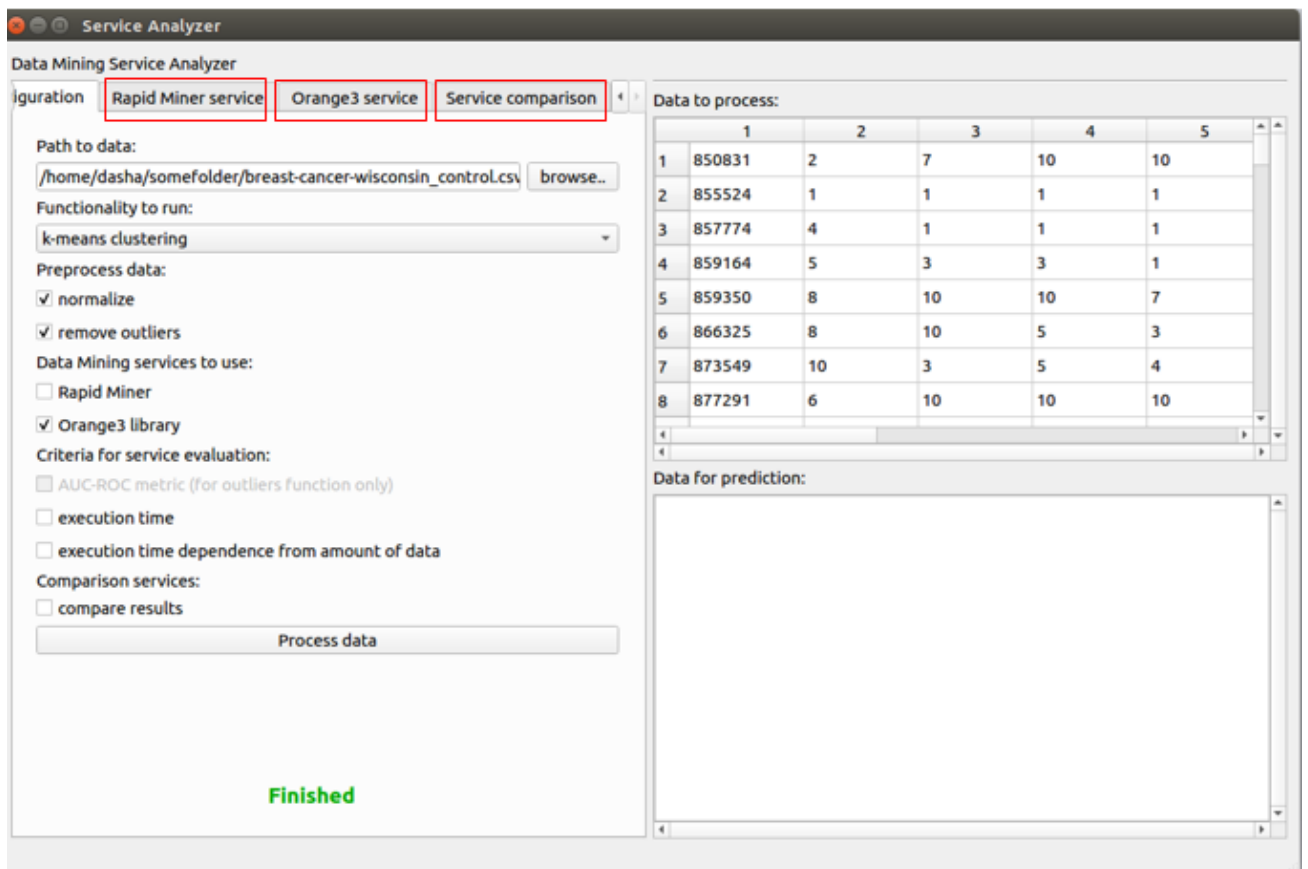 Service Analyzer
Data Mining Service Analyzer
iguration Rapid Miner service Orange3 service Service comparison
Path to data:
/home/dasha/somefolder/breast-cancer-wisconsin_control.csv browse..
Functionality to run:
k-means clustering
Preprocess data:
normalize
remove outliers
Data Mining services to use:
Rapid Miner
Orange3 library
Criteria for service evaluation:
AUC-ROC metric (for outliers function only)
execution time
execution time dependence from amount of data
Comparison services:
compare results
Process data
Finished
Data to process:
1 2 3 4 5
1 850831 2 7 10 10
2 855524 1 1 1 1
3 857774 4 1 1 1
4 859164 5 3 3 1
5 859350 8 10 10 7
6 866325 8 10 5 3
7 873549 10 3 5 4
8 877291 6 10 10 10
Data for prediction: